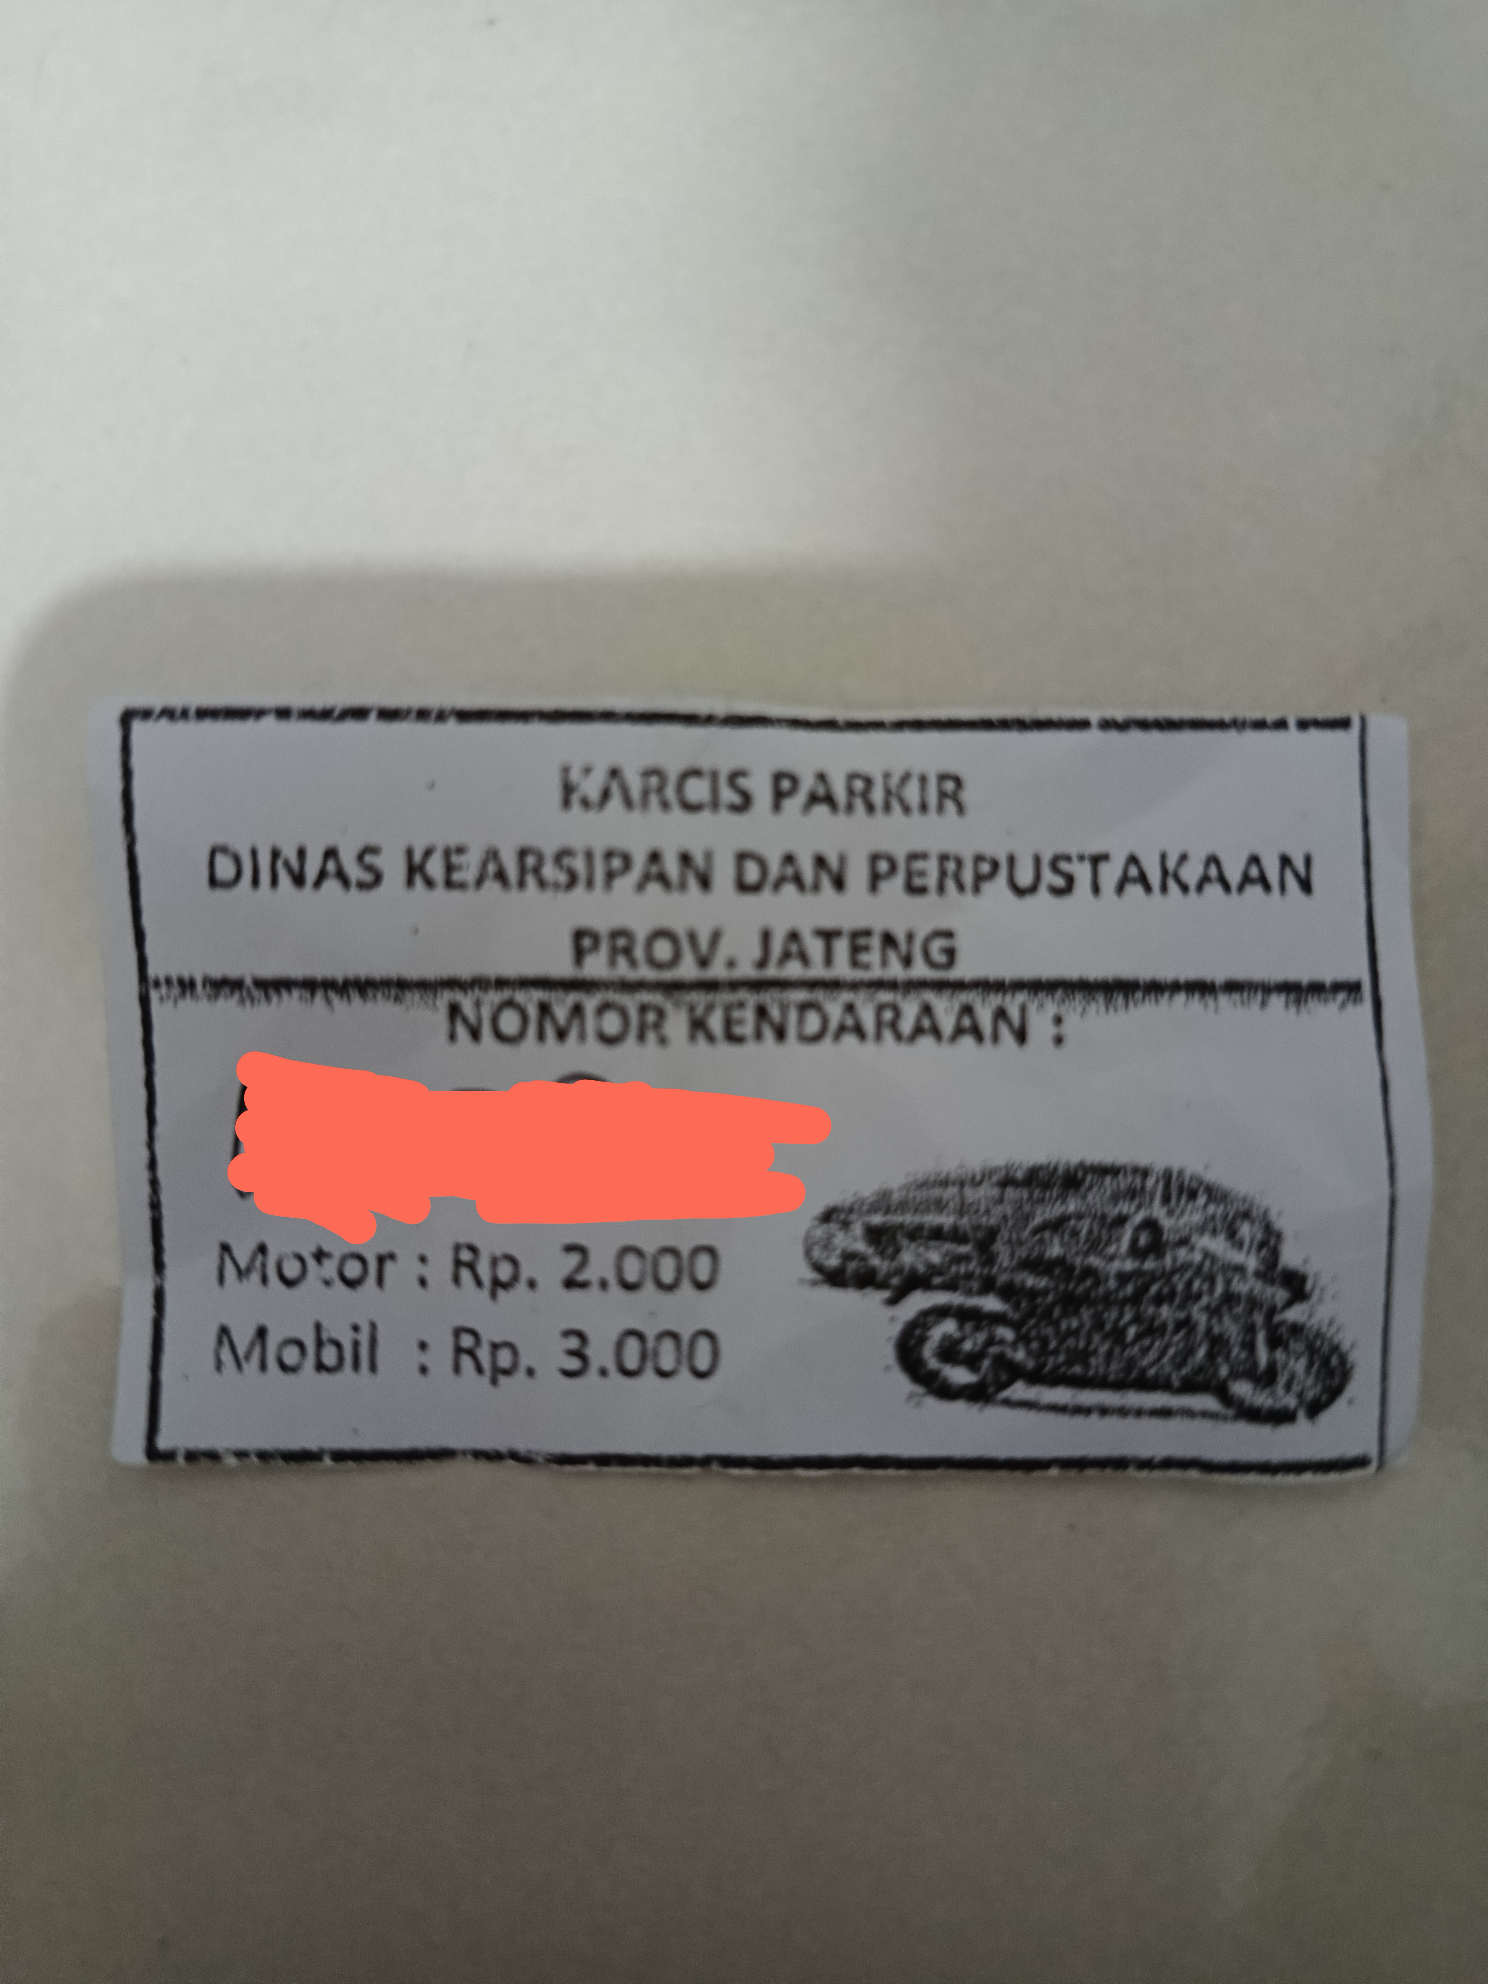 KARCIS PARKIR
DINAS KEARSIPAN DAN PERPUSTAKAAN
PROV. JATENG
NOMOR KENDARAAN :
Motor : Rp. 2.000
Mobil : Rp. 3.000